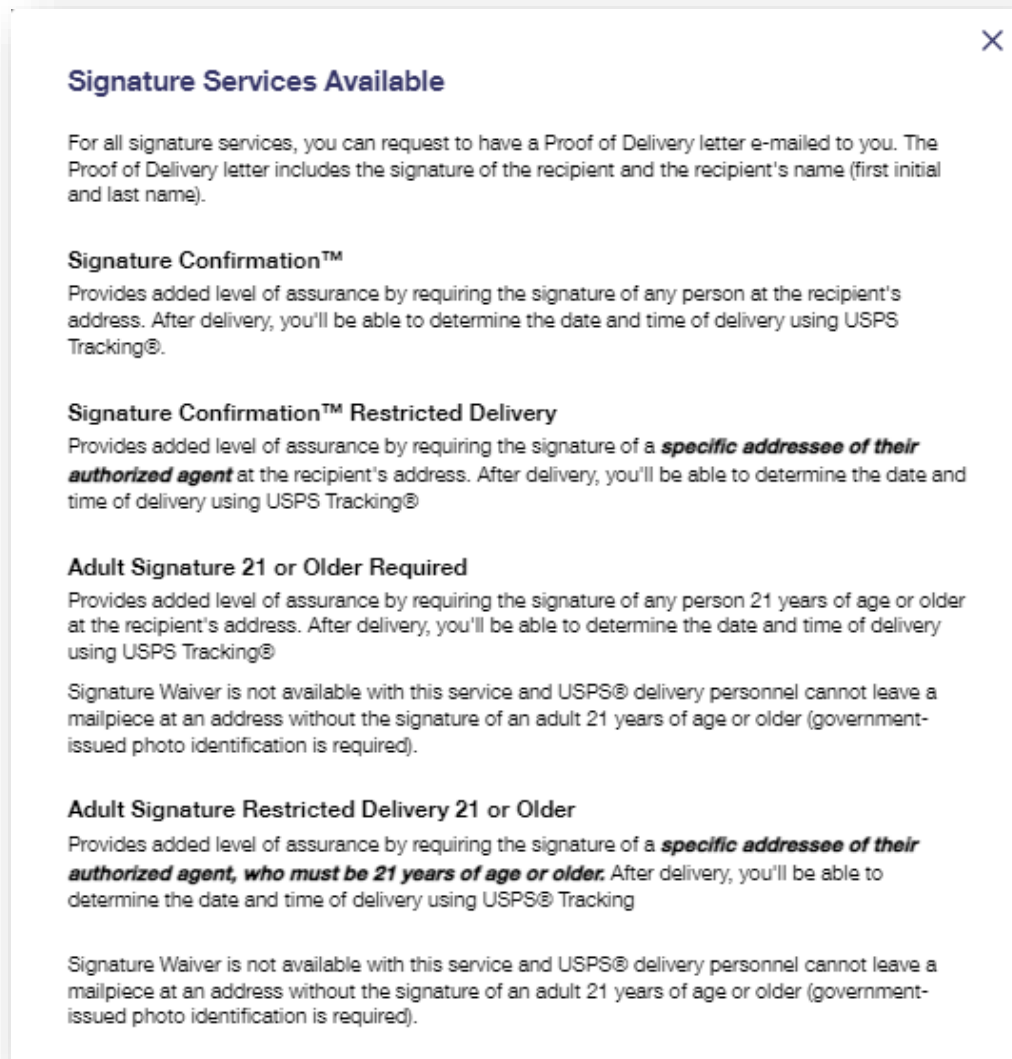 Signature Services Available
For all signature services, you can request to have a Proof of Delivery letter e-mailed to you. The
Proof of Delivery letter includes the signature of the recipient and the recipient's name (first initial
and last name).
Signature Confirmation™
Provides added level of assurance by requiring the signature of any person at the recipient's
address. After delivery, you'll be able to determine the date and time of delivery using USPS
Tracking®.
Signature Confirmation™ Restricted Delivery
Provides added level of assurance by requiring the signature of a specific addressee of their
authorized agent at the recipient's address. After delivery, you'll be able to determine the date and
time of delivery using USPS Tracking®
Adult Signature 21 or Older Required
Provides added level of assurance by requiring the signature of any person 21 years of age or older
at the recipient's address. After delivery, you'll be able to determine the date and time of delivery
using USPS Tracking®
Signature Waiver is not available with this service and USPS® delivery personnel cannot leave a
mailpiece at an address without the signature of an adult 21 years of age or older (government-
issued photo identification is required).
Adult Signature Restricted Delivery 21 or Older
Provides added level of assurance by requiring the signature of a specific addressee of their
authorized agent, who must be 21 years of age or older. After delivery, you'll be able to
determine the date and time of delivery using USPS® Tracking
Signature Waiver is not available with this service and USPS® delivery personnel cannot leave a
mailpiece at an address without the signature of an adult 21 years of age or older (government-
issued photo identification is required).